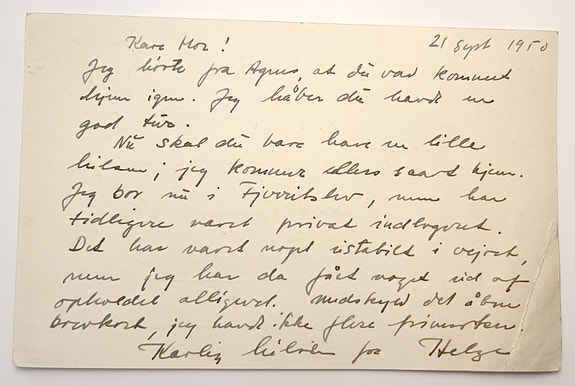 Kære Mor! 21 Sept 1950
Jeg hørte fra Agnes, at du var kommet
hjem igen. Jeg håber du havde en
god tur.
Nu skal du bare have en lille
hilsen; jeg kommer ellers snart hjem.
Jeg bor nu i Fjerritslev, men har
tidligere været privat indlogeret.
Det har været noget ustabilt i vejret,
men jeg har da fået noget ud af
opholdet alligevel. Undskyld det åbne
brevkort, jeg havde ikke flere frimærker.
Kærlig hilsen fra Helge